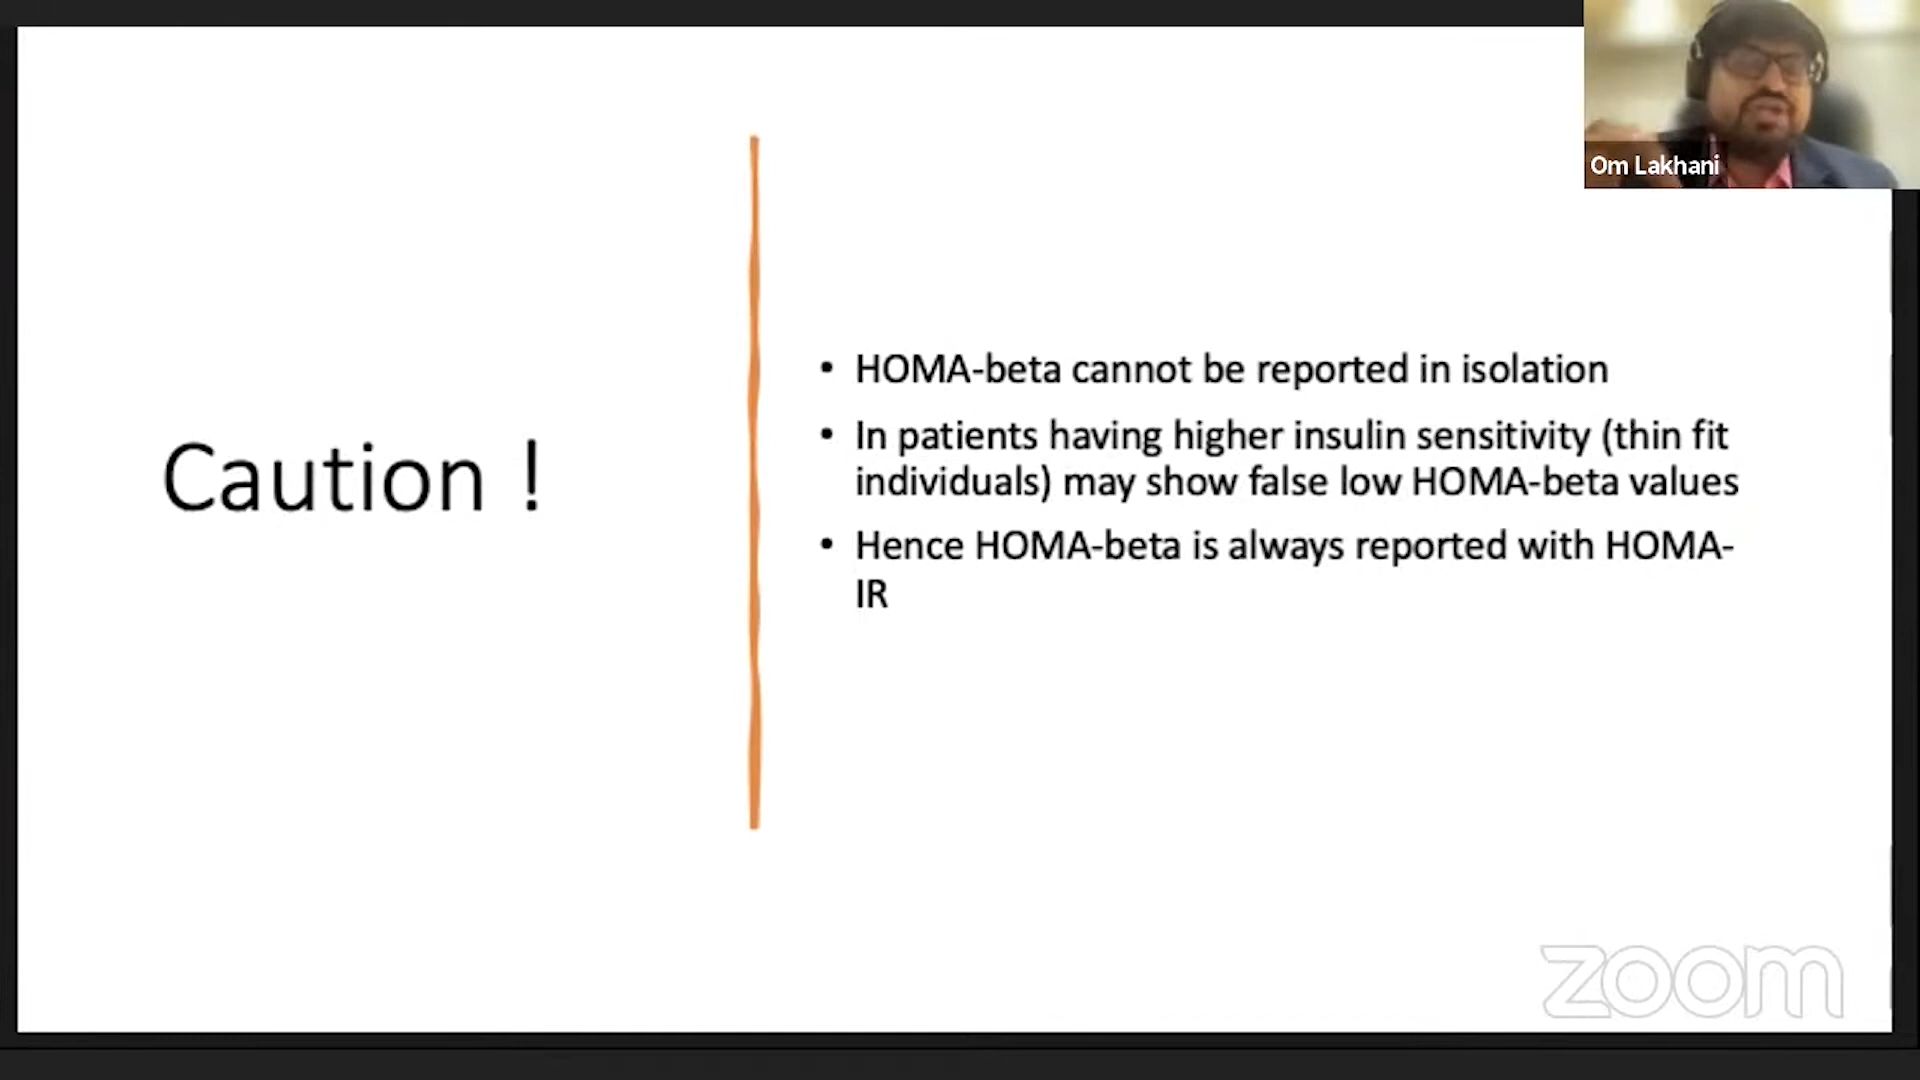 Om Lakhani
Caution !
• HOMA-beta cannot be reported in isolation
• In patients having higher insulin sensitivity (thin fit
individuals) may show false low HOMA-beta values
• Hence HOMA-beta is always reported with HOMA-
IR
zoom